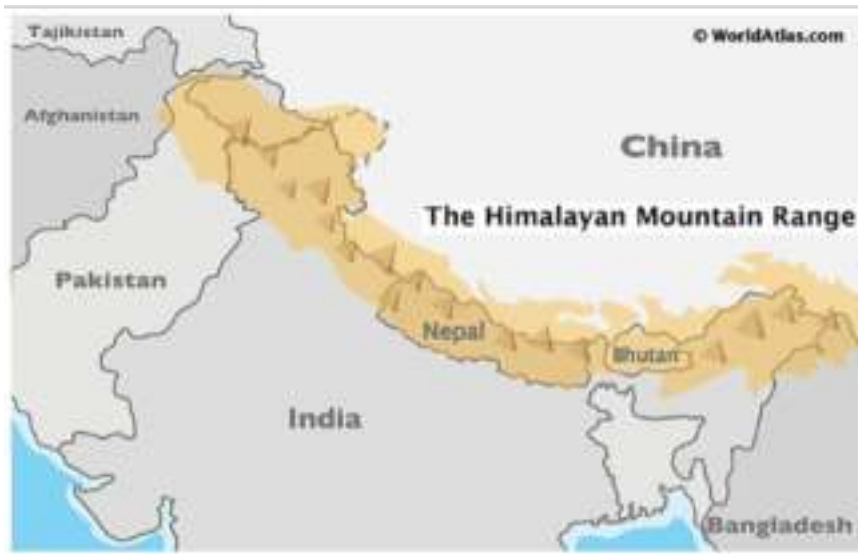 Tajikistan
© WorldAtlas.com
Afghanistan
China
The Himalayan Mountain Range
Pakistan
Nepal
Bhutan
India
Bangladesh